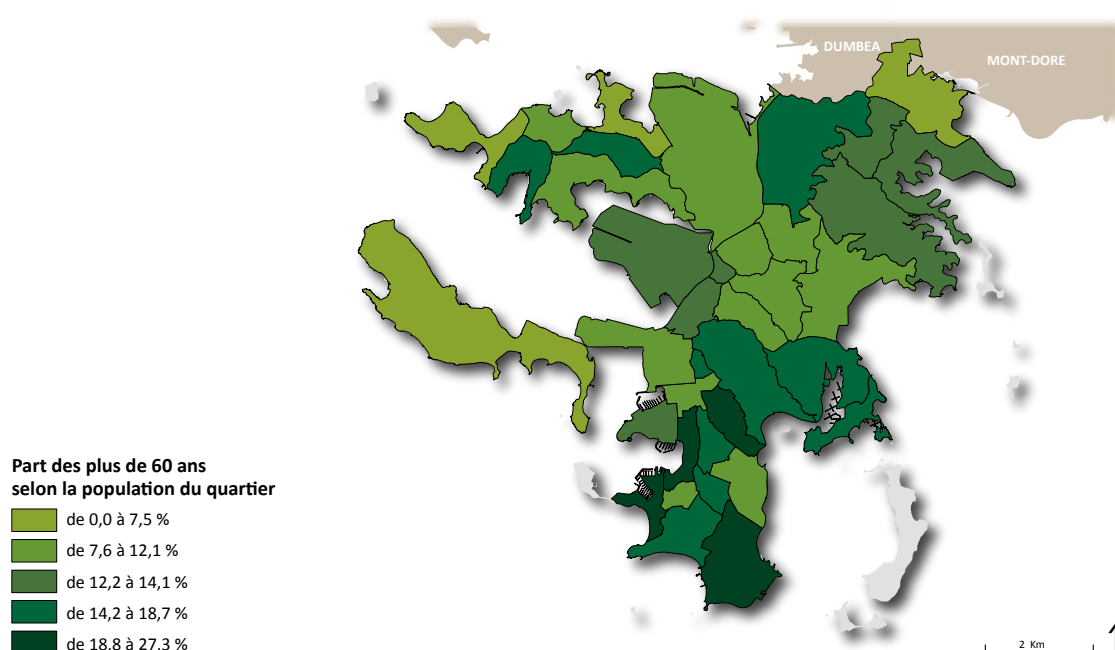 DUMBEA
MONT-DORE
Part des plus de 60 ans
selon la population du quartier
de 0,0 à 7,5 %
de 7,6 à 12,1 %
de 12,2 à 14,1 %
de 14,2 à 18,7 %
de 18,8 à 27,3 %
2 Km